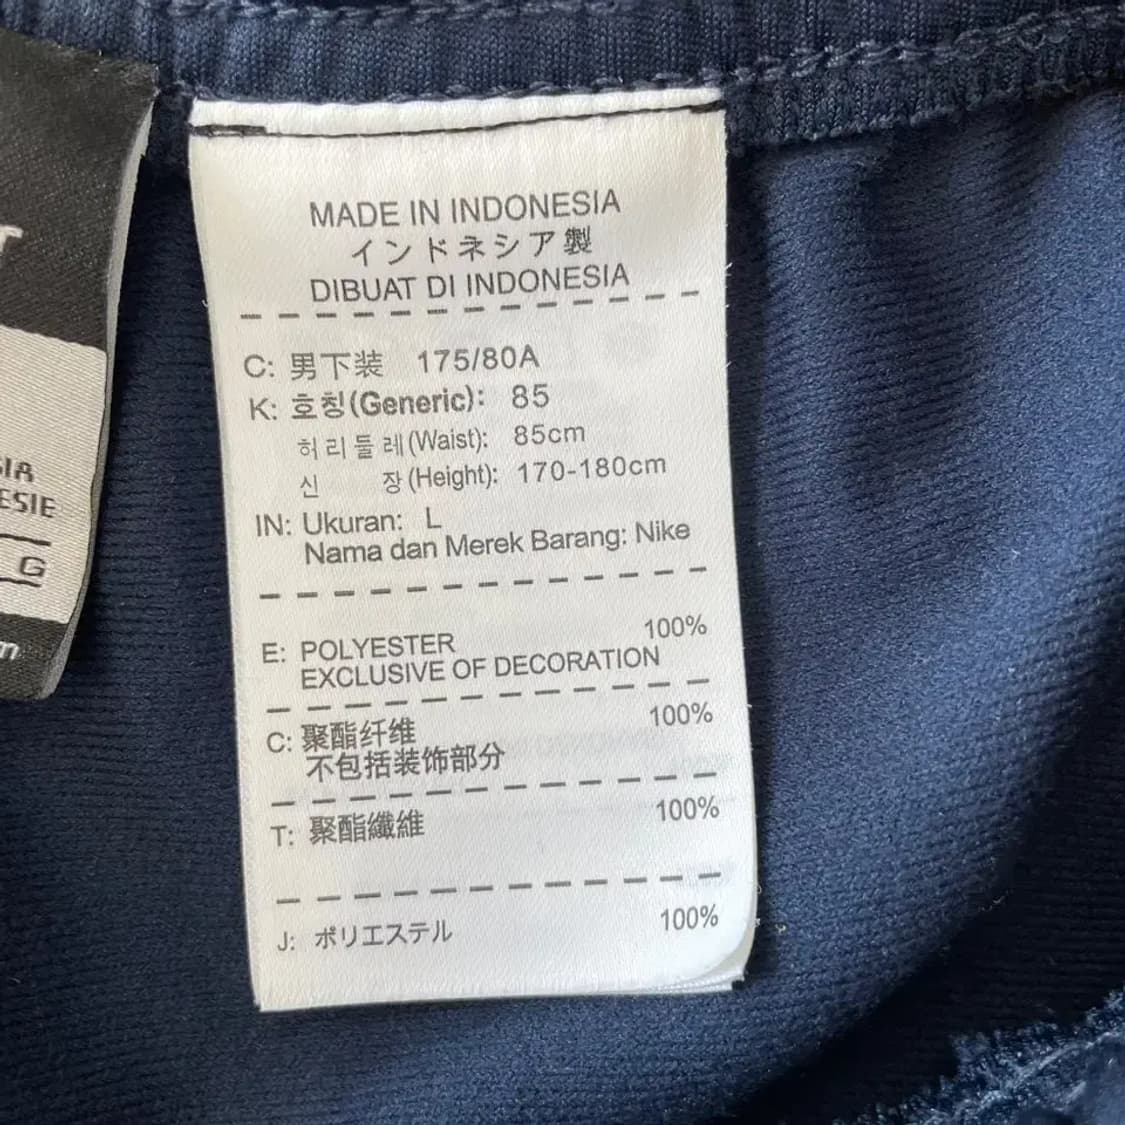 MADE IN INDONESIA
インドネシア製
DIBUAT DI INDONESIA
C: 男下装 175/80A
K: 호칭(Generic): 85
허리둘레(Waist): 85cm
신 장(Height): 170-180cm
IN: Ukuran: L
Nama dan Merek Barang: Nike
E: POLYESTER 100%
EXCLUSIVE OF DECORATION
C: 聚酯纤维 100%
不包括装饰部分
T: 聚酯纖維 100%
J: ポリエステル 100%
ESIE
G